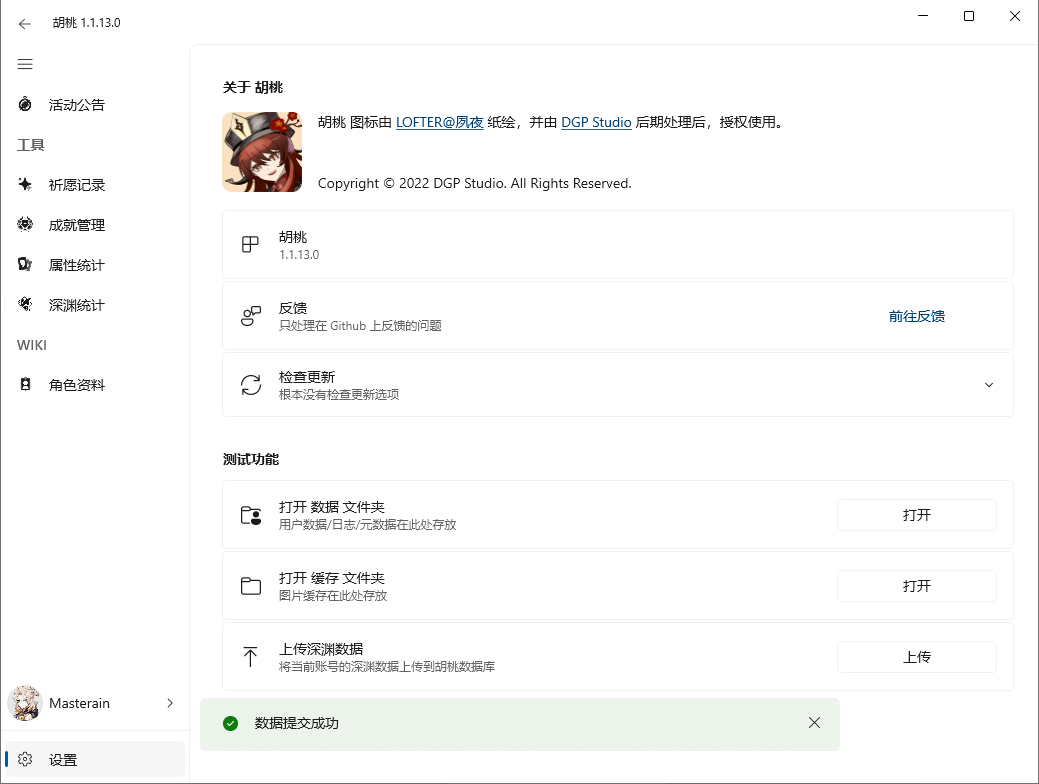 胡桃 1.1.13.0
活动公告
工具
祈愿记录
成就管理
属性统计
深渊统计
WIKI
角色资料
Masterain
设置
关于 胡桃
胡桃 图标由 LOFTER@夙夜 纸绘，并由 DGP Studio 后期处理后，授权使用。
Copyright © 2022 DGP Studio. All Rights Reserved.
胡桃
1.1.13.0
反馈
只处理在 Github 上反馈的问题
前往反馈
检查更新
根本没有检查更新选项
测试功能
打开 数据 文件夹
用户数据/日志/元数据在此处存放
打开
打开 缓存 文件夹
图片缓存在此处存放
打开
上传深渊数据
将当前账号的深渊数据上传到胡桃数据库
上传
数据提交成功